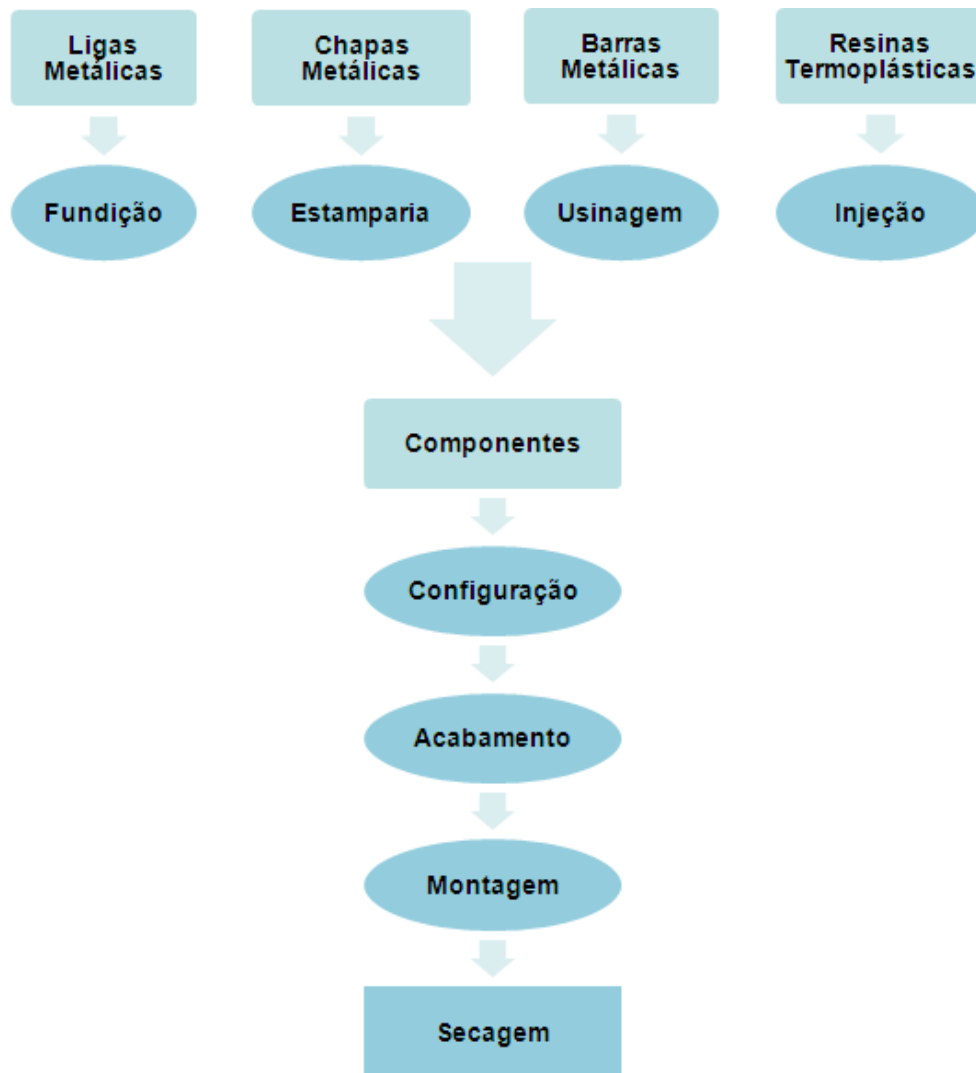 Ligas
Metálicas
Chapas
Metálicas
Barras
Metálicas
Resinas
Termoplásticas
Fundição
Estamparia
Usinagem
Injeção
Componentes
Configuração
Acabamento
Montagem
Secagem